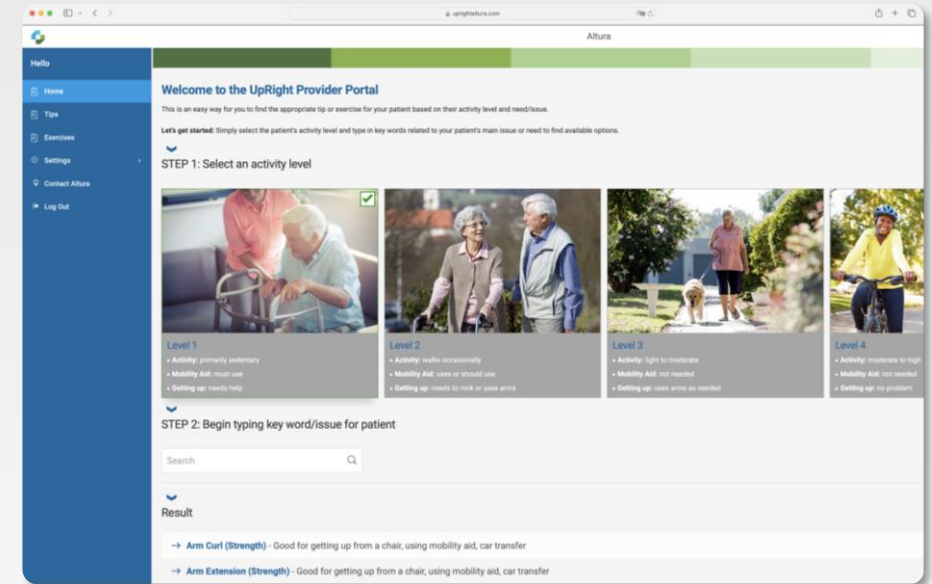 uprightaltura.com
Altura
Hello
Home
Tips
Exercises
Settings
Contact Altura
Log Out
Welcome to the UpRight Provider Portal
This is an easy way for you to find the appropriate tip or exercise for your patient based on their activity level and need/issue.
Let's get started: Simply select the patient's activity level and type in key words related to your patient's main issue or need to find available options.
STEP 1: Select an activity level
Level 1
• Activity: primarily sedentary
• Mobility Aid: must use
• Getting up: needs help
Level 2
• Activity: walks occasionally
• Mobility Aid: uses or should use
• Getting up: needs to rock or uses arms
Level 3
• Activity: light to moderate
• Mobility Aid: not needed
• Getting up: uses arms as needed
Level 4
• Activity: moderate to high
• Mobility Aid: not needed
• Getting up: no problem
STEP 2: Begin typing key word/issue for patient
Search
Result
→ Arm Curl (Strength) - Good for getting up from a chair, using mobility aid, car transfer
→ Arm Extension (Strength) - Good for getting up from a chair, using mobility aid, car transfer